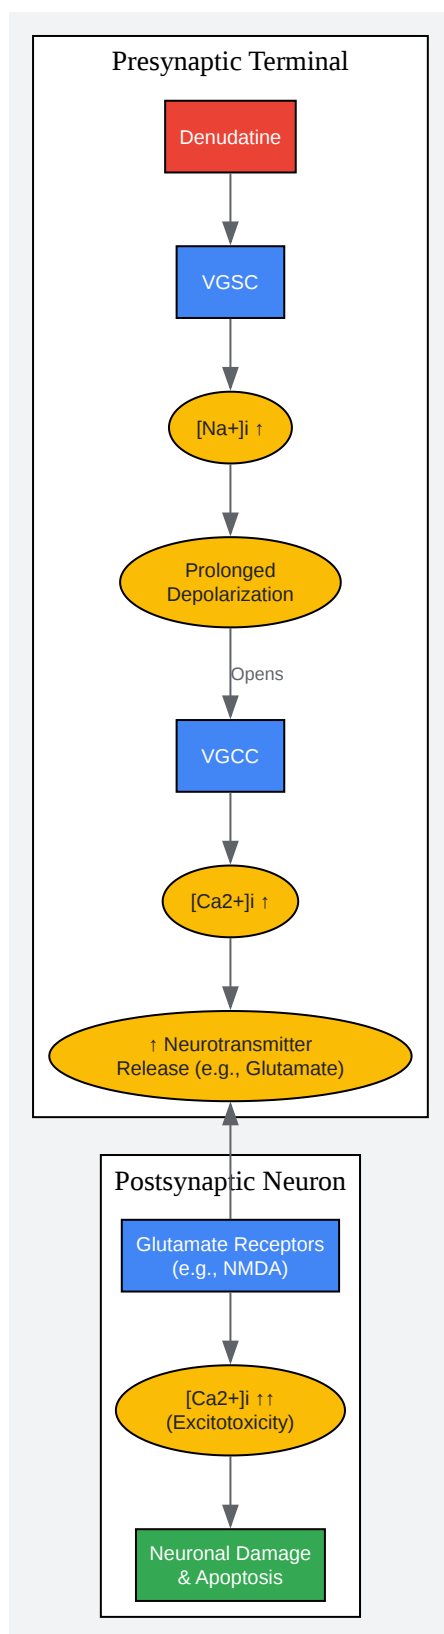 Presynaptic Terminal
Denudatine
VGSC
[Na+]i ↑
Prolonged
Depolarization
Opens
VGCC
[Ca2+]i ↑
↑ Neurotransmitter
Release (e.g., Glutamate)
Postsynaptic Neuron
Glutamate Receptors
(e.g., NMDA)
[Ca2+]i ↑↑
(Excitotoxicity)
Neuronal Damage
& Apoptosis